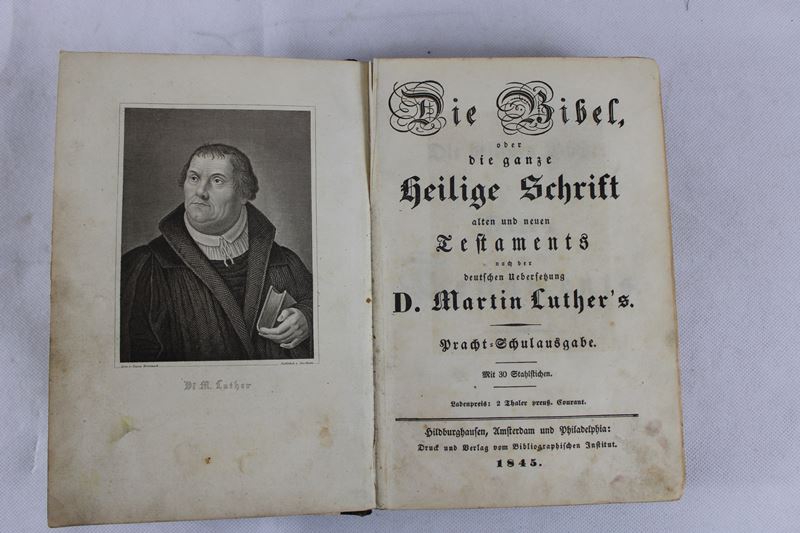 Dr M. Luther
Die Bibel,
oder
die ganze
Heilige Schrift
alten und neuen
Testaments
nach der
deutschen Uebersetzung
D. Martin Luther's.
Pracht-Schulausgabe.
Mit 30 Stahlstichen.
Ladenpreis: 2 Thaler preuß. Courant.
Hildburghausen, Amsterdam und Philadelphia:
Druck und Verlag vom Bibliographischen Institut.
1845.